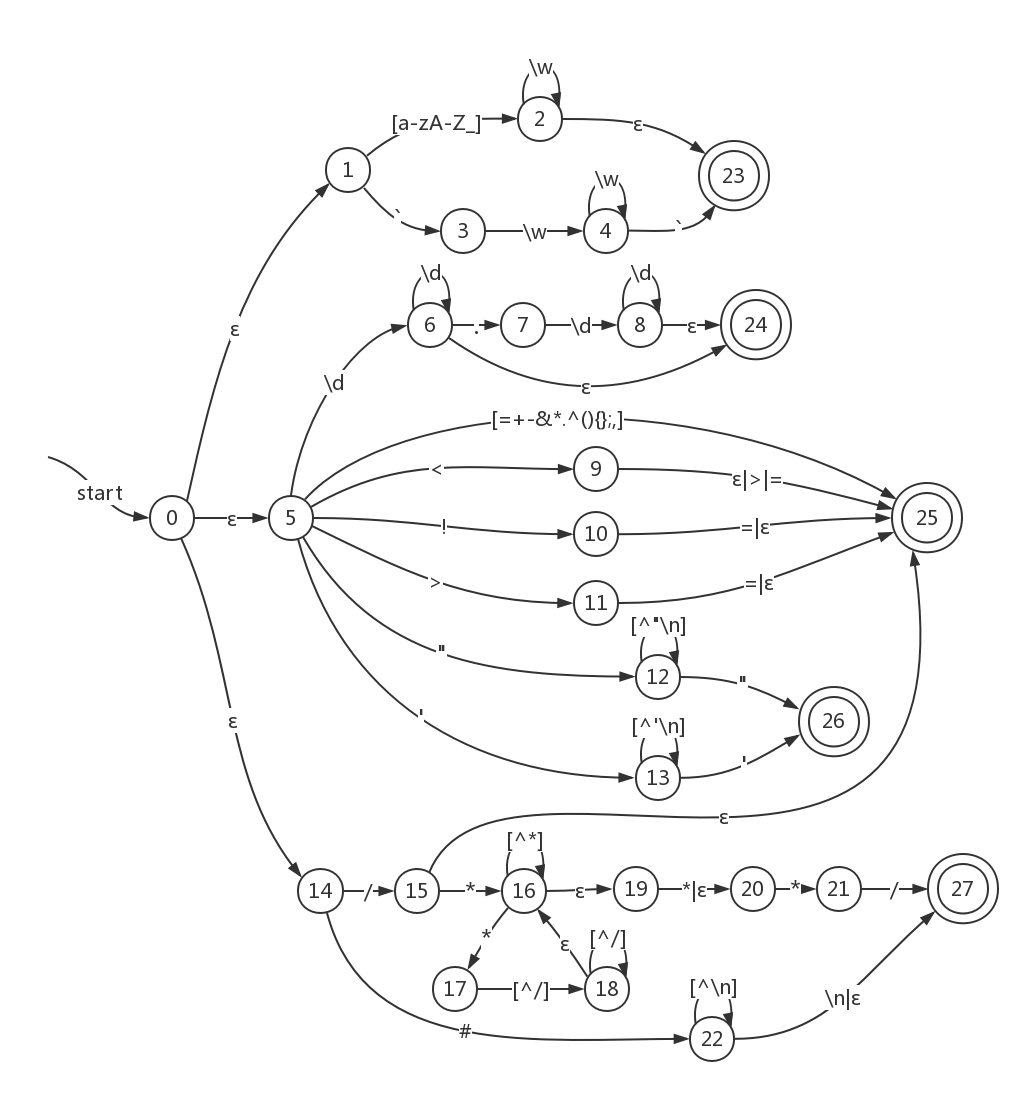 \w
[a-zA-Z_]
2
ε
1
23
\w
`
3
\w
4
`
\d
\d
6
.
7
\d
8
ε
24
ε
\d
ε
[=+-&*.^(){};,]
<
9
ε|>|=
start
0
ε
5
!
10
=|ε
25
>
11
=|ε
[^"\n]
"
12
"
[^'\n]
'
26
ε
13
'
ε
[^*]
14
/
15
*
16
ε
19
*|ε
20
*
21
/
27
*
ε
[^/]
17
[^/]
18
[^\n]
\n|ε
#
22